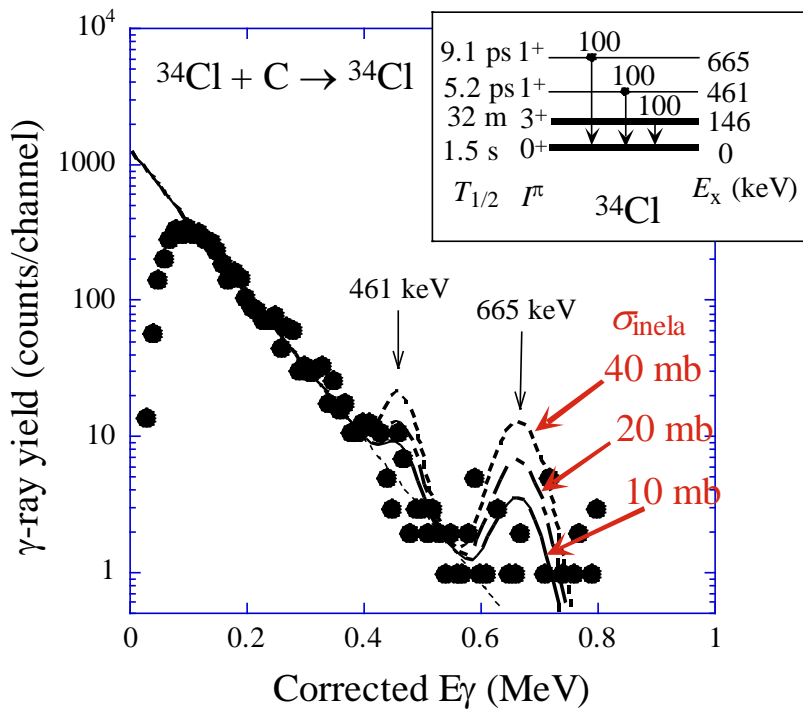 10⁴
1000
100
10
1
γ-ray yield (counts/channel)
³⁴Cl + C → ³⁴Cl
9.1 ps 1⁺ 100 665
5.2 ps 1⁺ 100 461
32 m 3⁺ 100 146
1.5 s 0⁺ 0
T₁/₂ Iᵖⁱ ³⁴Cl Eₓ (keV)
461 keV
665 keV
σinela
40 mb
20 mb
10 mb
0 0.2 0.4 0.6 0.8 1
Corrected Eγ (MeV)